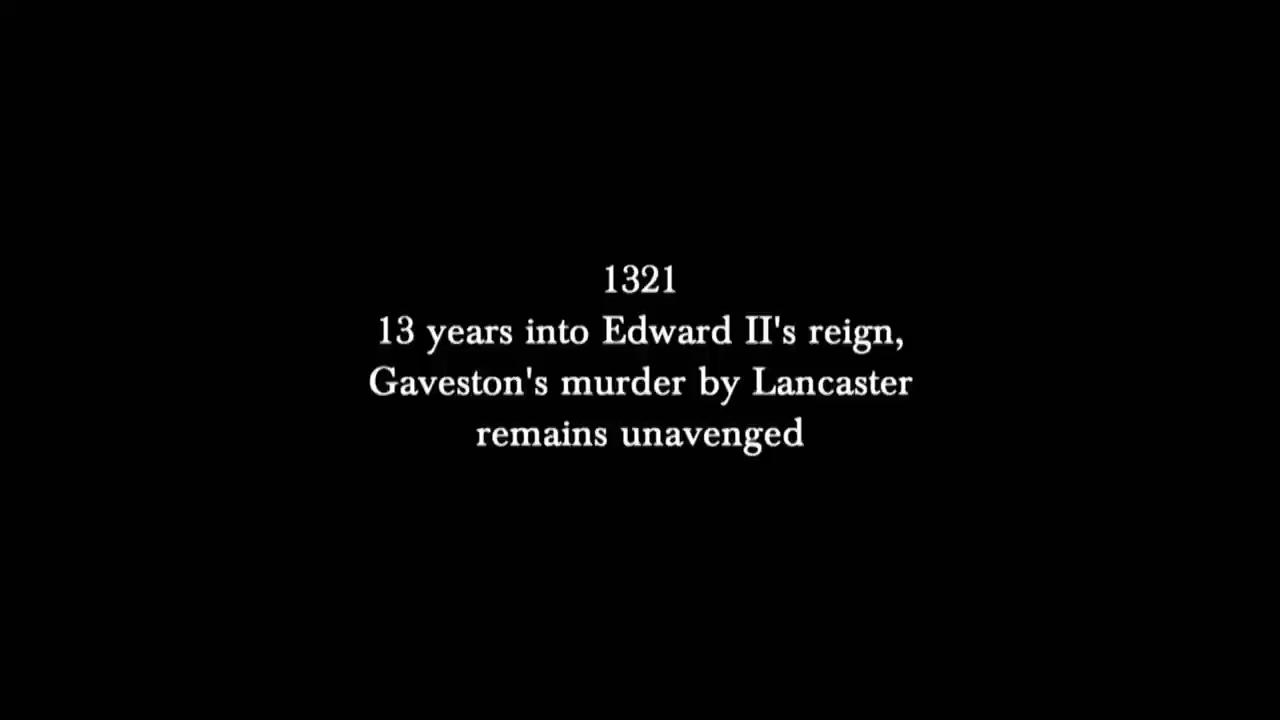 1321
13 years into Edward II's reign,
Gaveston's murder by Lancaster
remains unavenged